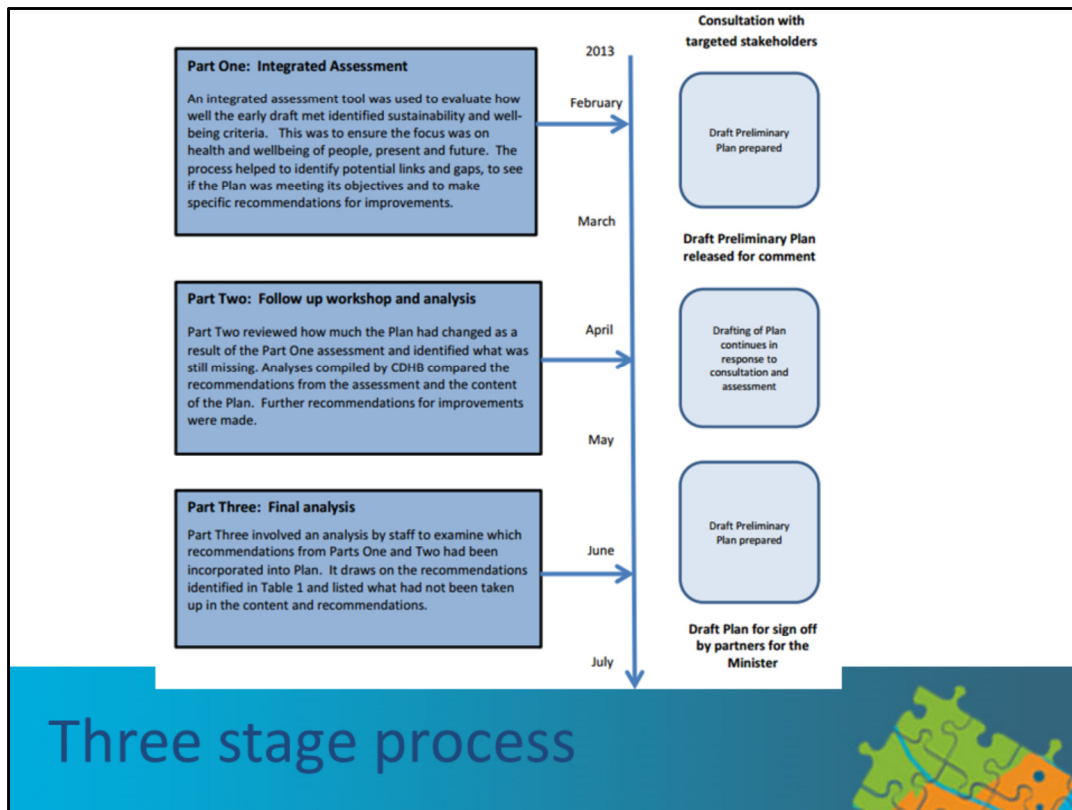 Consultation with
targeted stakeholders
2013
Part One: Integrated Assessment
An integrated assessment tool was used to evaluate how
well the early draft met identified sustainability and well-
being criteria. This was to ensure the focus was on
health and wellbeing of people, present and future. The
process helped to identify potential links and gaps, to see
if the Plan was meeting its objectives and to make
specific recommendations for improvements.
February
Draft Preliminary
Plan prepared
March
Draft Preliminary Plan
released for comment
Part Two: Follow up workshop and analysis
Part Two reviewed how much the Plan had changed as a
result of the Part One assessment and identified what was
still missing. Analyses compiled by CDHB compared the
recommendations from the assessment and the content
of the Plan. Further recommendations for improvements
were made.
April
Drafting of Plan
continues in
response to
consultation and
assessment
May
Part Three: Final analysis
Part Three involved an analysis by staff to examine which
recommendations from Parts One and Two had been
incorporated into Plan. It draws on the recommendations
identified in Table 1 and listed what had not been taken
up in the content and recommendations.
June
Draft Preliminary
Plan prepared
Draft Plan for sign off
by partners for the
Minister
July
Three stage process